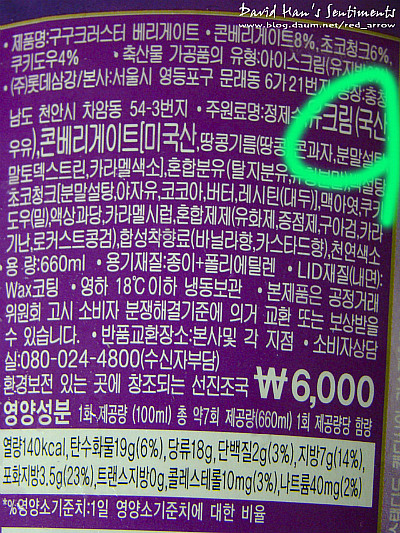 David Han's Sentiments
www.blog.daum.net/red_arrow
• 제품명:구구크러스터 베리게이트 • 콘베리게이트8%, 초코청크6%,
쿠키도우4% • 축산물 가공품의 유형:아이스크림(유지방
• (주)롯데삼강/본사:서울시 영등포구 문래동 6가 21번지 공장:충청
남도 천안시 차암동 54-3번지 • 주원료명:정제수, 유크림(국산
우유),콘베리게이트[미국산,땅콩기름(땅콩),콘과자,분말설탕
말토덱스트린,카라멜색소],혼합분유(탈지분유,
초코청크[분말설탕,야자유,코코아,버터,레시틴(대두)],맥아엿,쿠키
도우(밀),액상과당,카라멜시럽,혼합제제(유화제,증점제,구아검,카라
기난,로커스트콩검),합성착향료(바닐라향,카스타드향),천연색소
• 용 량:660ml • 용기재질:종이+폴리에틸렌 • LID재질(내면):
Wax코팅 • 영하 18℃이하 냉동보관 • 본제품은 공정거래
위원회 고시 소비자 분쟁해결기준에 의거 교환 또는 보상받을
수 있습니다. • 반품교환장소:본사및 각 지점 • 소비자상담
실:080-024-4800(수신자부담)
환경보전 있는 곳에 창조되는 선진조국 ₩6,000
영양성분 1회 제공량 (100ml) 총 약7회 제공량(660ml) 1회 제공량당 함량
열량140kcal,탄수화물19g(6%),당류18g,단백질2g(3%),지방7g(14%),
포화지방3.5g(23%),트랜스지방0g,콜레스테롤10mg(3%),나트륨40mg(2%)
*%영양소기준치:1일 영양소기준치에 대한 비율